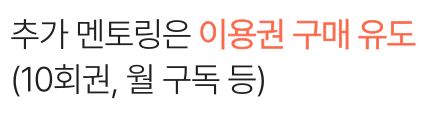 추가 멘토링은 이용권 구매 유도
(10회권, 월 구독 등)